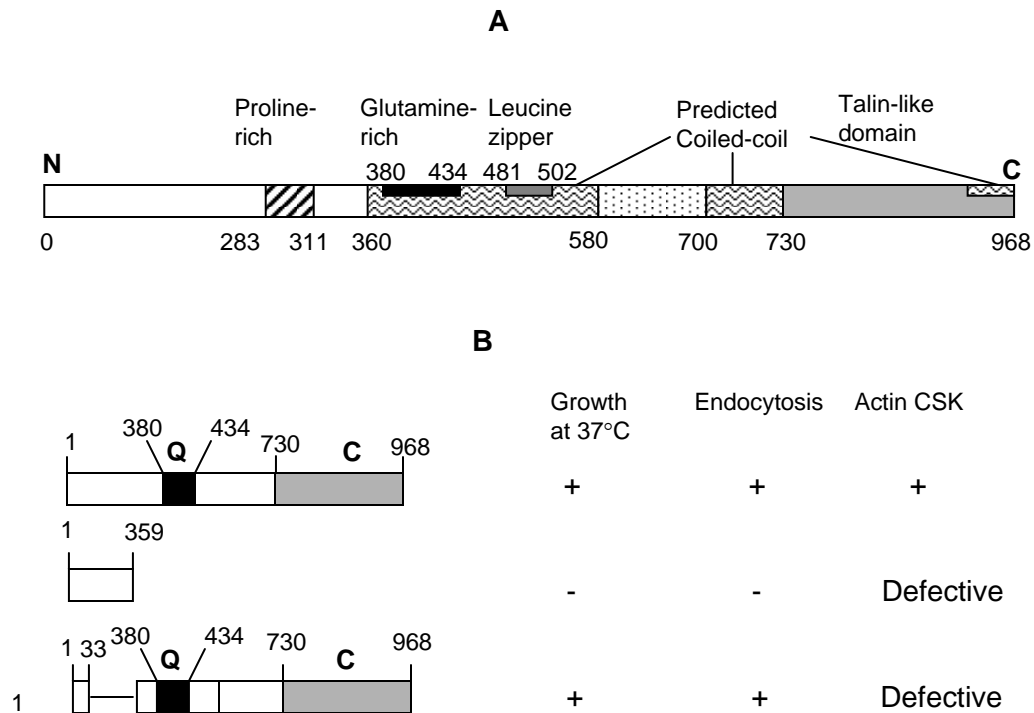 A
Proline-
rich
Glutamine-
rich
Leucine
zipper
Predicted
Coiled-coil
Talin-like
domain
N
380 434 481 502
C
0 283 311 360 580 700 730 968
B
Growth
at 37°C
Endocytosis
Actin CSK
1 380 Q 434 730 C 968
+ + +
1 359
- - Defective
1 33 380 Q 434 730 C 968
1 + + Defective